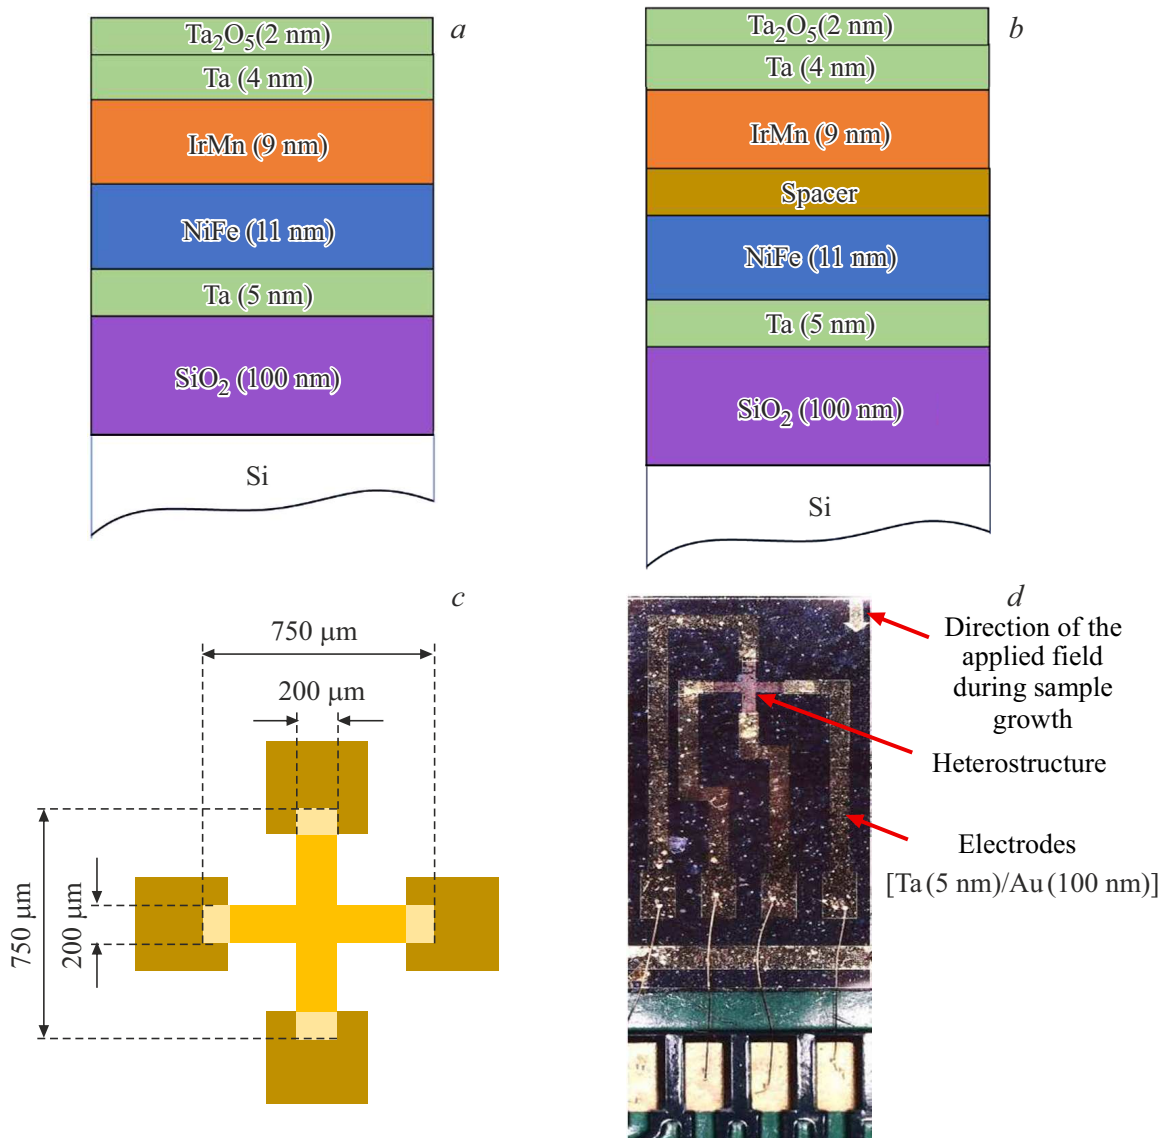 a
Ta₂O₅(2 nm)
Ta (4 nm)
IrMn (9 nm)
NiFe (11 nm)
Ta (5 nm)
SiO₂ (100 nm)
Si
b
Ta₂O₅(2 nm)
Ta (4 nm)
IrMn (9 nm)
Spacer
NiFe (11 nm)
Ta (5 nm)
SiO₂ (100 nm)
Si
c
750 μm
200 μm
750 μm
200 μm
d
Direction of the
applied field
during sample
growth
Heterostructure
Electrodes
[Ta (5 nm)/Au (100 nm)]